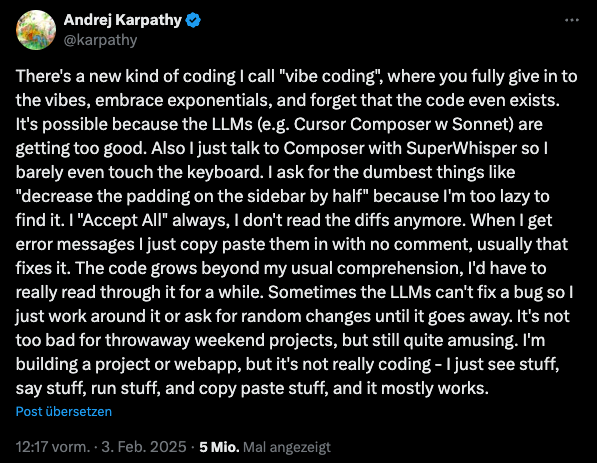 Andrej Karpathy
@karpathy
There's a new kind of coding I call "vibe coding", where you fully give in to
the vibes, embrace exponentials, and forget that the code even exists.
It's possible because the LLMs (e.g. Cursor Composer w Sonnet) are
getting too good. Also I just talk to Composer with SuperWhisper so I
barely even touch the keyboard. I ask for the dumbest things like
"decrease the padding on the sidebar by half" because I'm too lazy to
find it. I "Accept All" always, I don't read the diffs anymore. When I get
error messages I just copy paste them in with no comment, usually that
fixes it. The code grows beyond my usual comprehension, I'd have to
really read through it for a while. Sometimes the LLMs can't fix a bug so I
just work around it or ask for random changes until it goes away. It's not
too bad for throwaway weekend projects, but still quite amusing. I'm
building a project or webapp, but it's not really coding - I just see stuff,
say stuff, run stuff, and copy paste stuff, and it mostly works.
Post übersetzen
12:17 vorm. · 3. Feb. 2025 · 5 Mio. Mal angezeigt